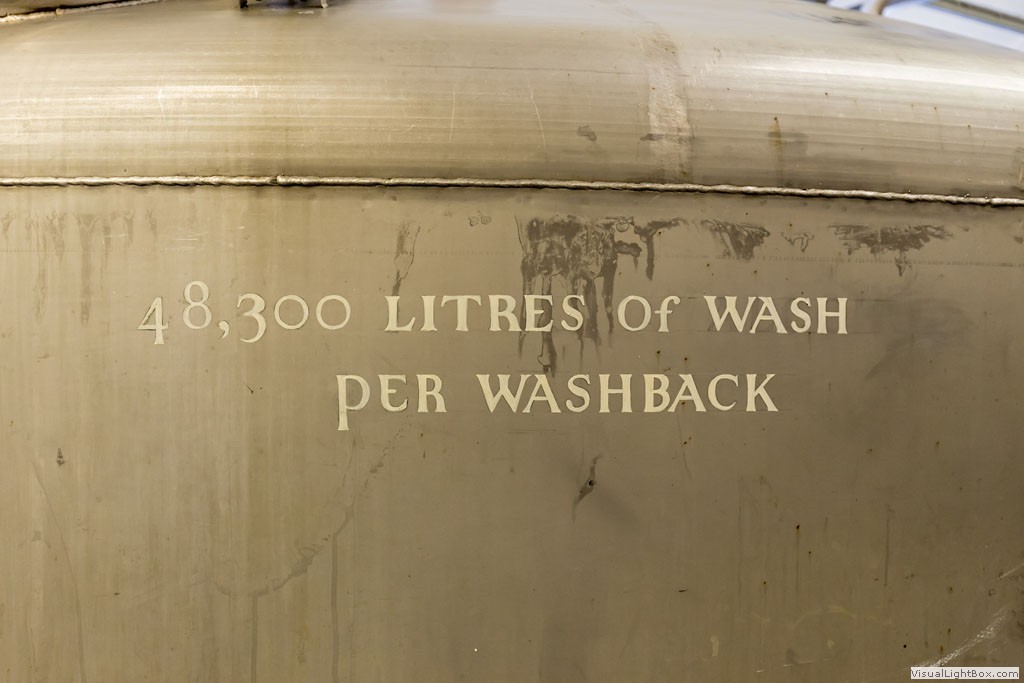 48,300 LITRES OF WASH
PER WASHBACK
VisualLightBox.com